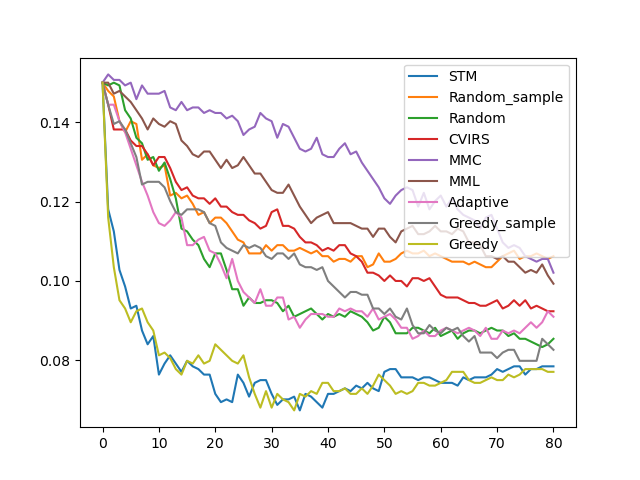 0.14
0.12
0.10
0.08
0 10 20 30 40 50 60 70 80
STM
Random_sample
Random
CVIRS
MMC
MML
Adaptive
Greedy_sample
Greedy